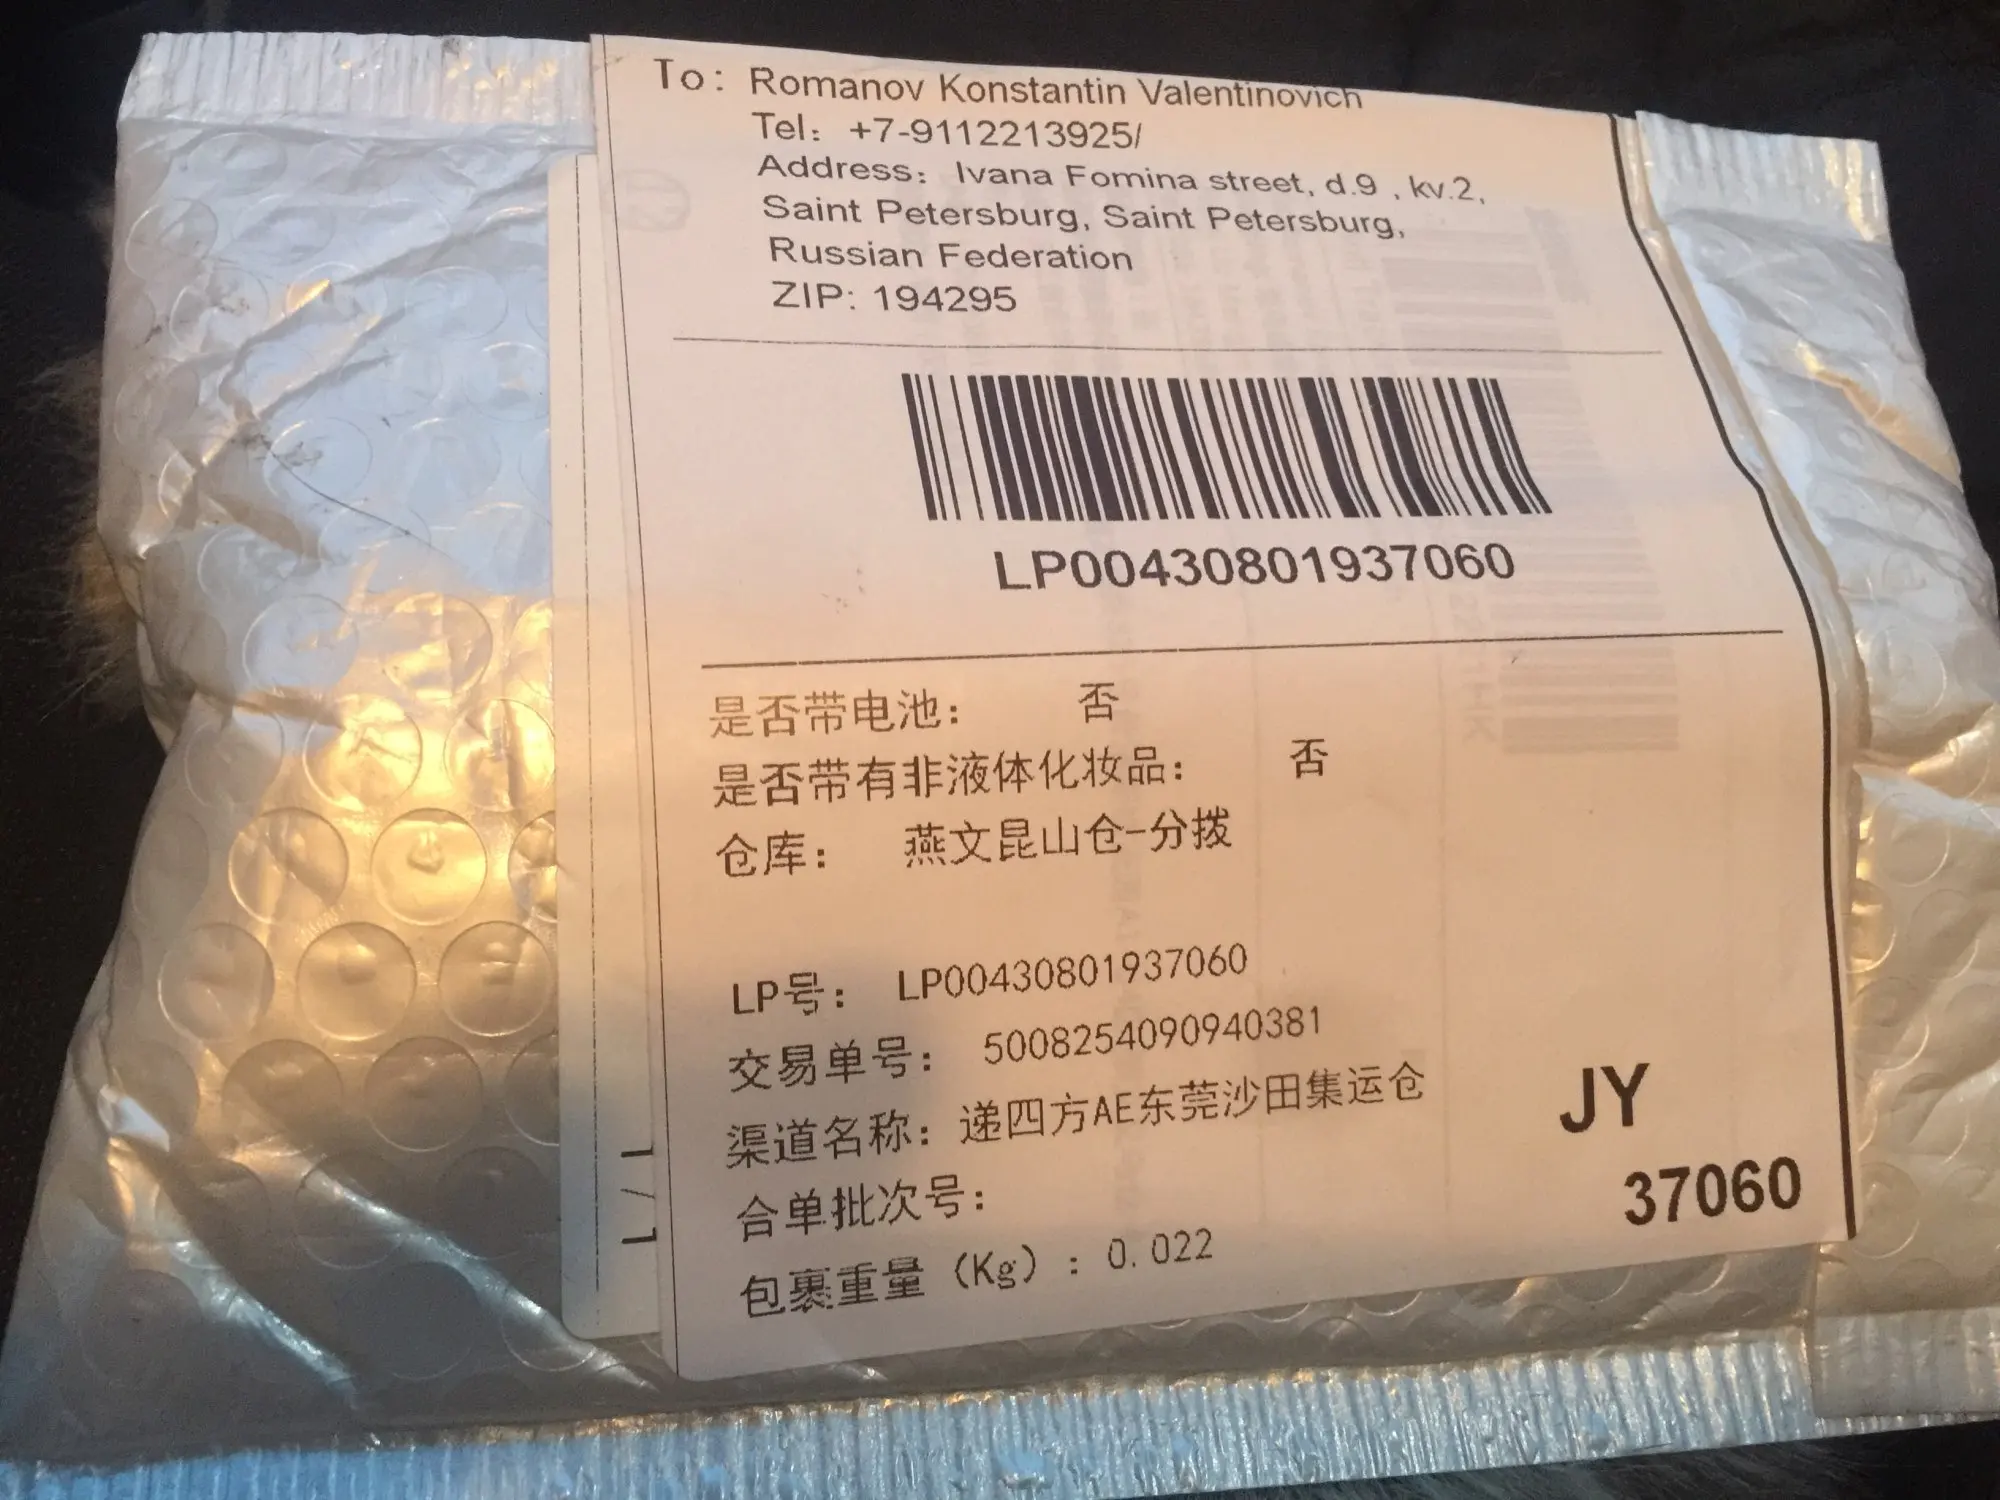 To: Romanov Konstantin Valentinovich
Tel: +7-9112213925/
Address: Ivana Fomina street, d.9 , kv.2,
Saint Petersburg, Saint Petersburg,
Russian Federation
ZIP: 194295
LP00430801937060
是否带电池: 否
是否带有非液体化妆品: 否
仓库: 燕文昆山仓-分拨
LP号: LP00430801937060
交易单号: 5008254090940381
渠道名称: 递四方AE东莞沙田集运仓
JY
合单批次号:
37060
包裹重量 (Kg) : 0.022
1/1